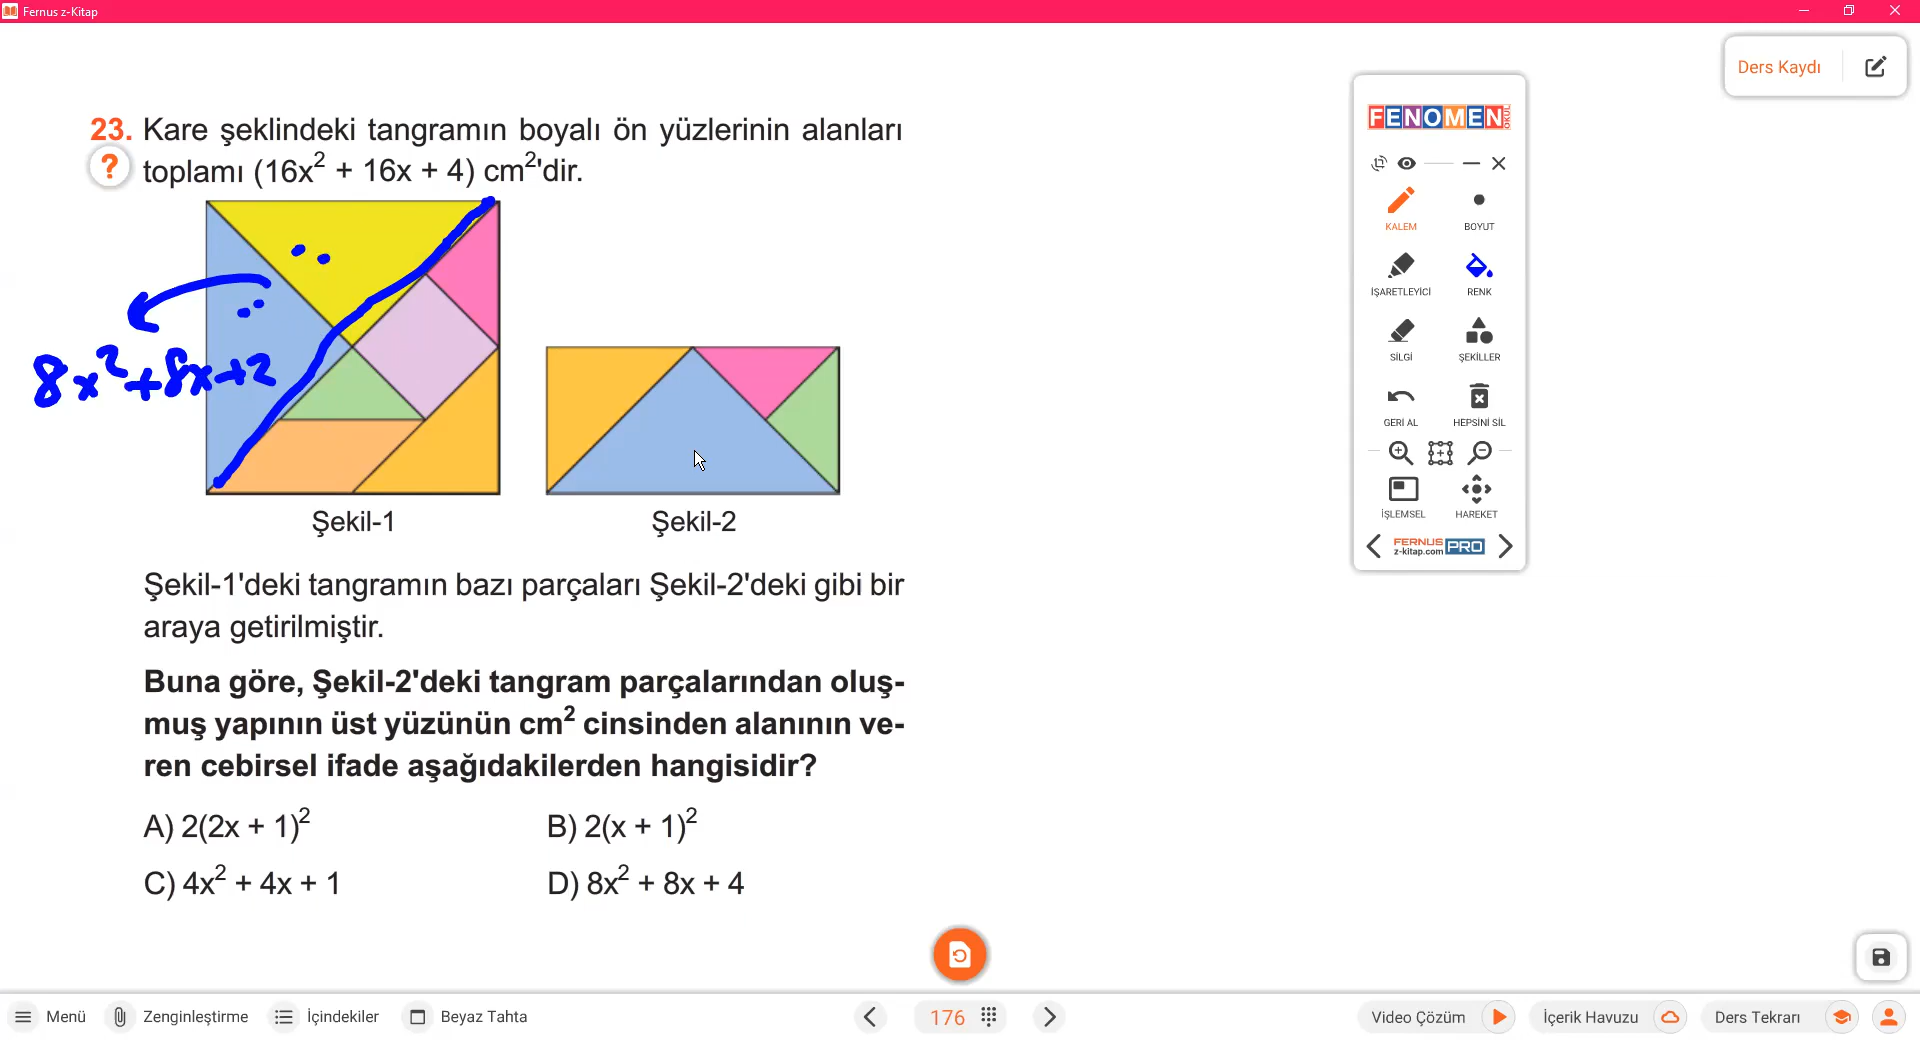 Fernus z-Kitap
Ders Kaydı
23. Kare şeklindeki tangramın boyalı ön yüzlerinin alanları
? toplamı (16x² + 16x + 4) cm²'dir.
8x²+8x+2
Şekil-1
Şekil-2
Şekil-1'deki tangramın bazı parçaları Şekil-2'deki gibi bir
araya getirilmiştir.
Buna göre, Şekil-2'deki tangram parçalarından oluş-
muş yapının üst yüzünün cm² cinsinden alanının ve-
ren cebirsel ifade aşağıdakilerden hangisidir?
A) 2(2x + 1)²
B) 2(x + 1)²
C) 4x² + 4x + 1
D) 8x² + 8x + 4
FENOMEN OKUL
KALEM
BOYUT
İŞARETLEYİCİ
RENK
SİLGİ
ŞEKİLLER
GERİ AL
HEPSİNİ SİL
İŞLEMSEL
HAREKET
FERNUS
z-kitap.com PRO
Menü
Zenginleştirme
İçindekiler
Beyaz Tahta
176
Video Çözüm
İçerik Havuzu
Ders Tekrarı